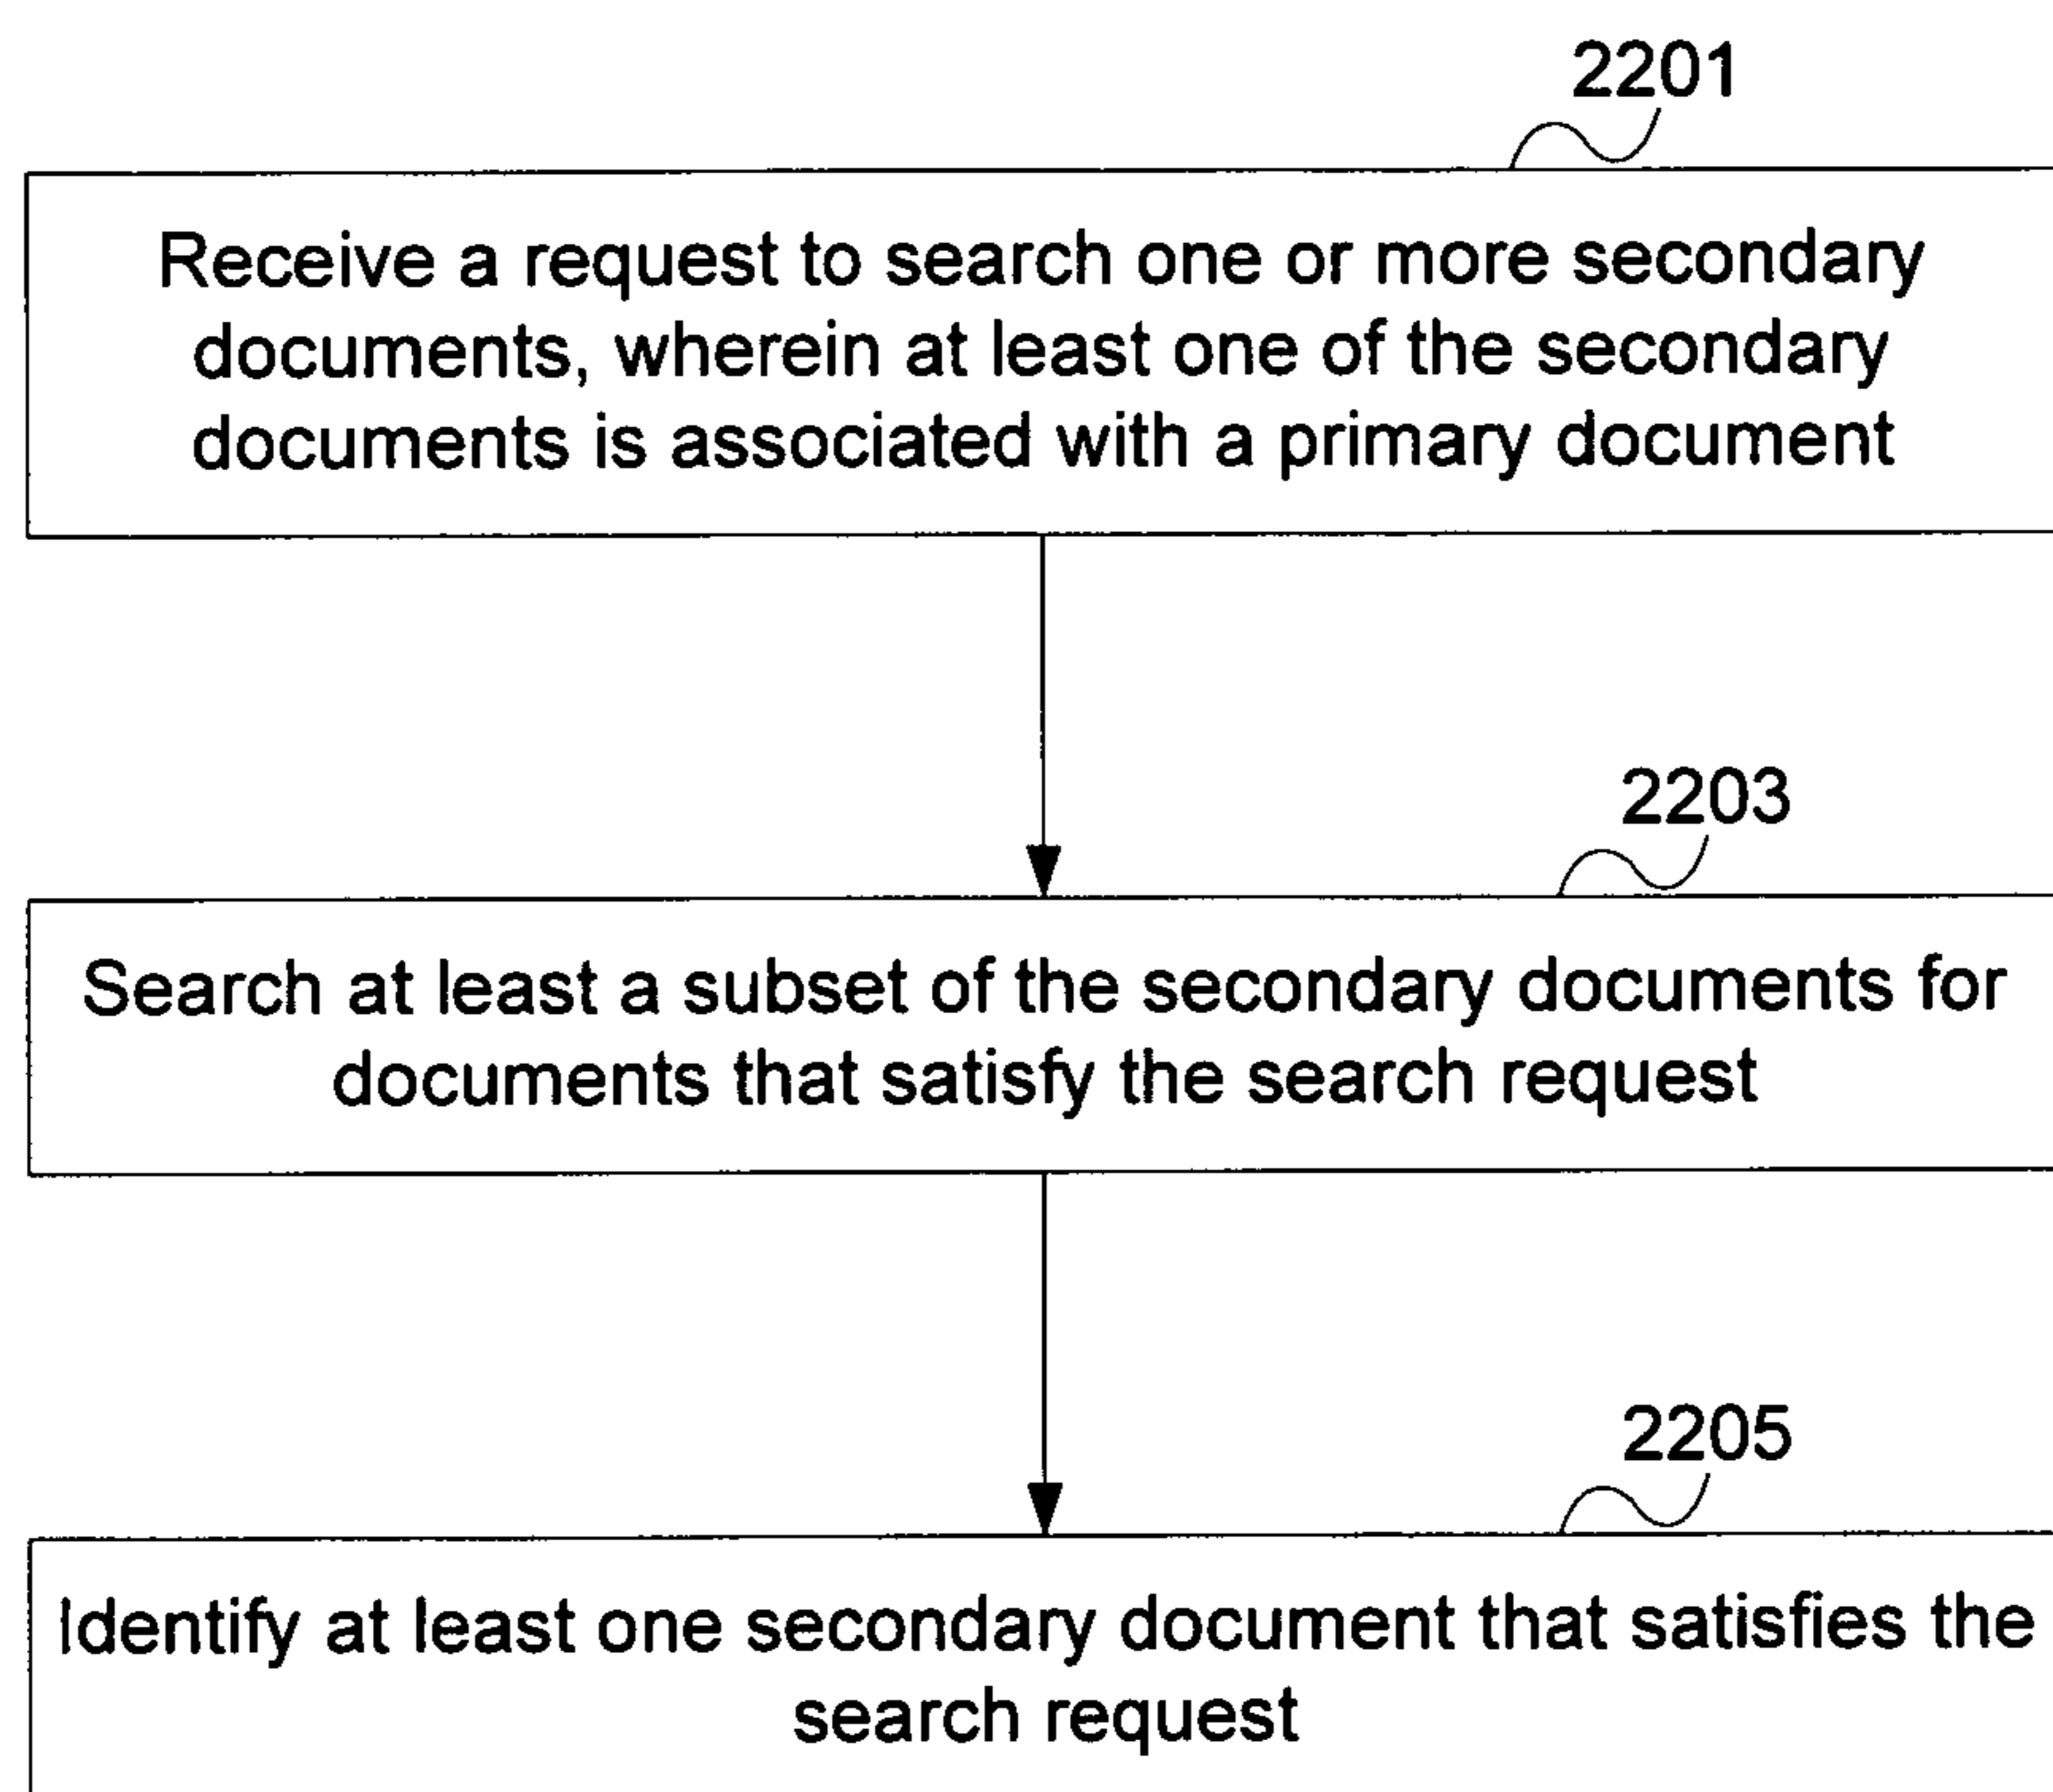 2201
Receive a request to search one or more secondary
documents, wherein at least one of the secondary
documents is associated with a primary document
2203
Search at least a subset of the secondary documents for
documents that satisfy the search request
2205
Identify at least one secondary document that satisfies the
search request